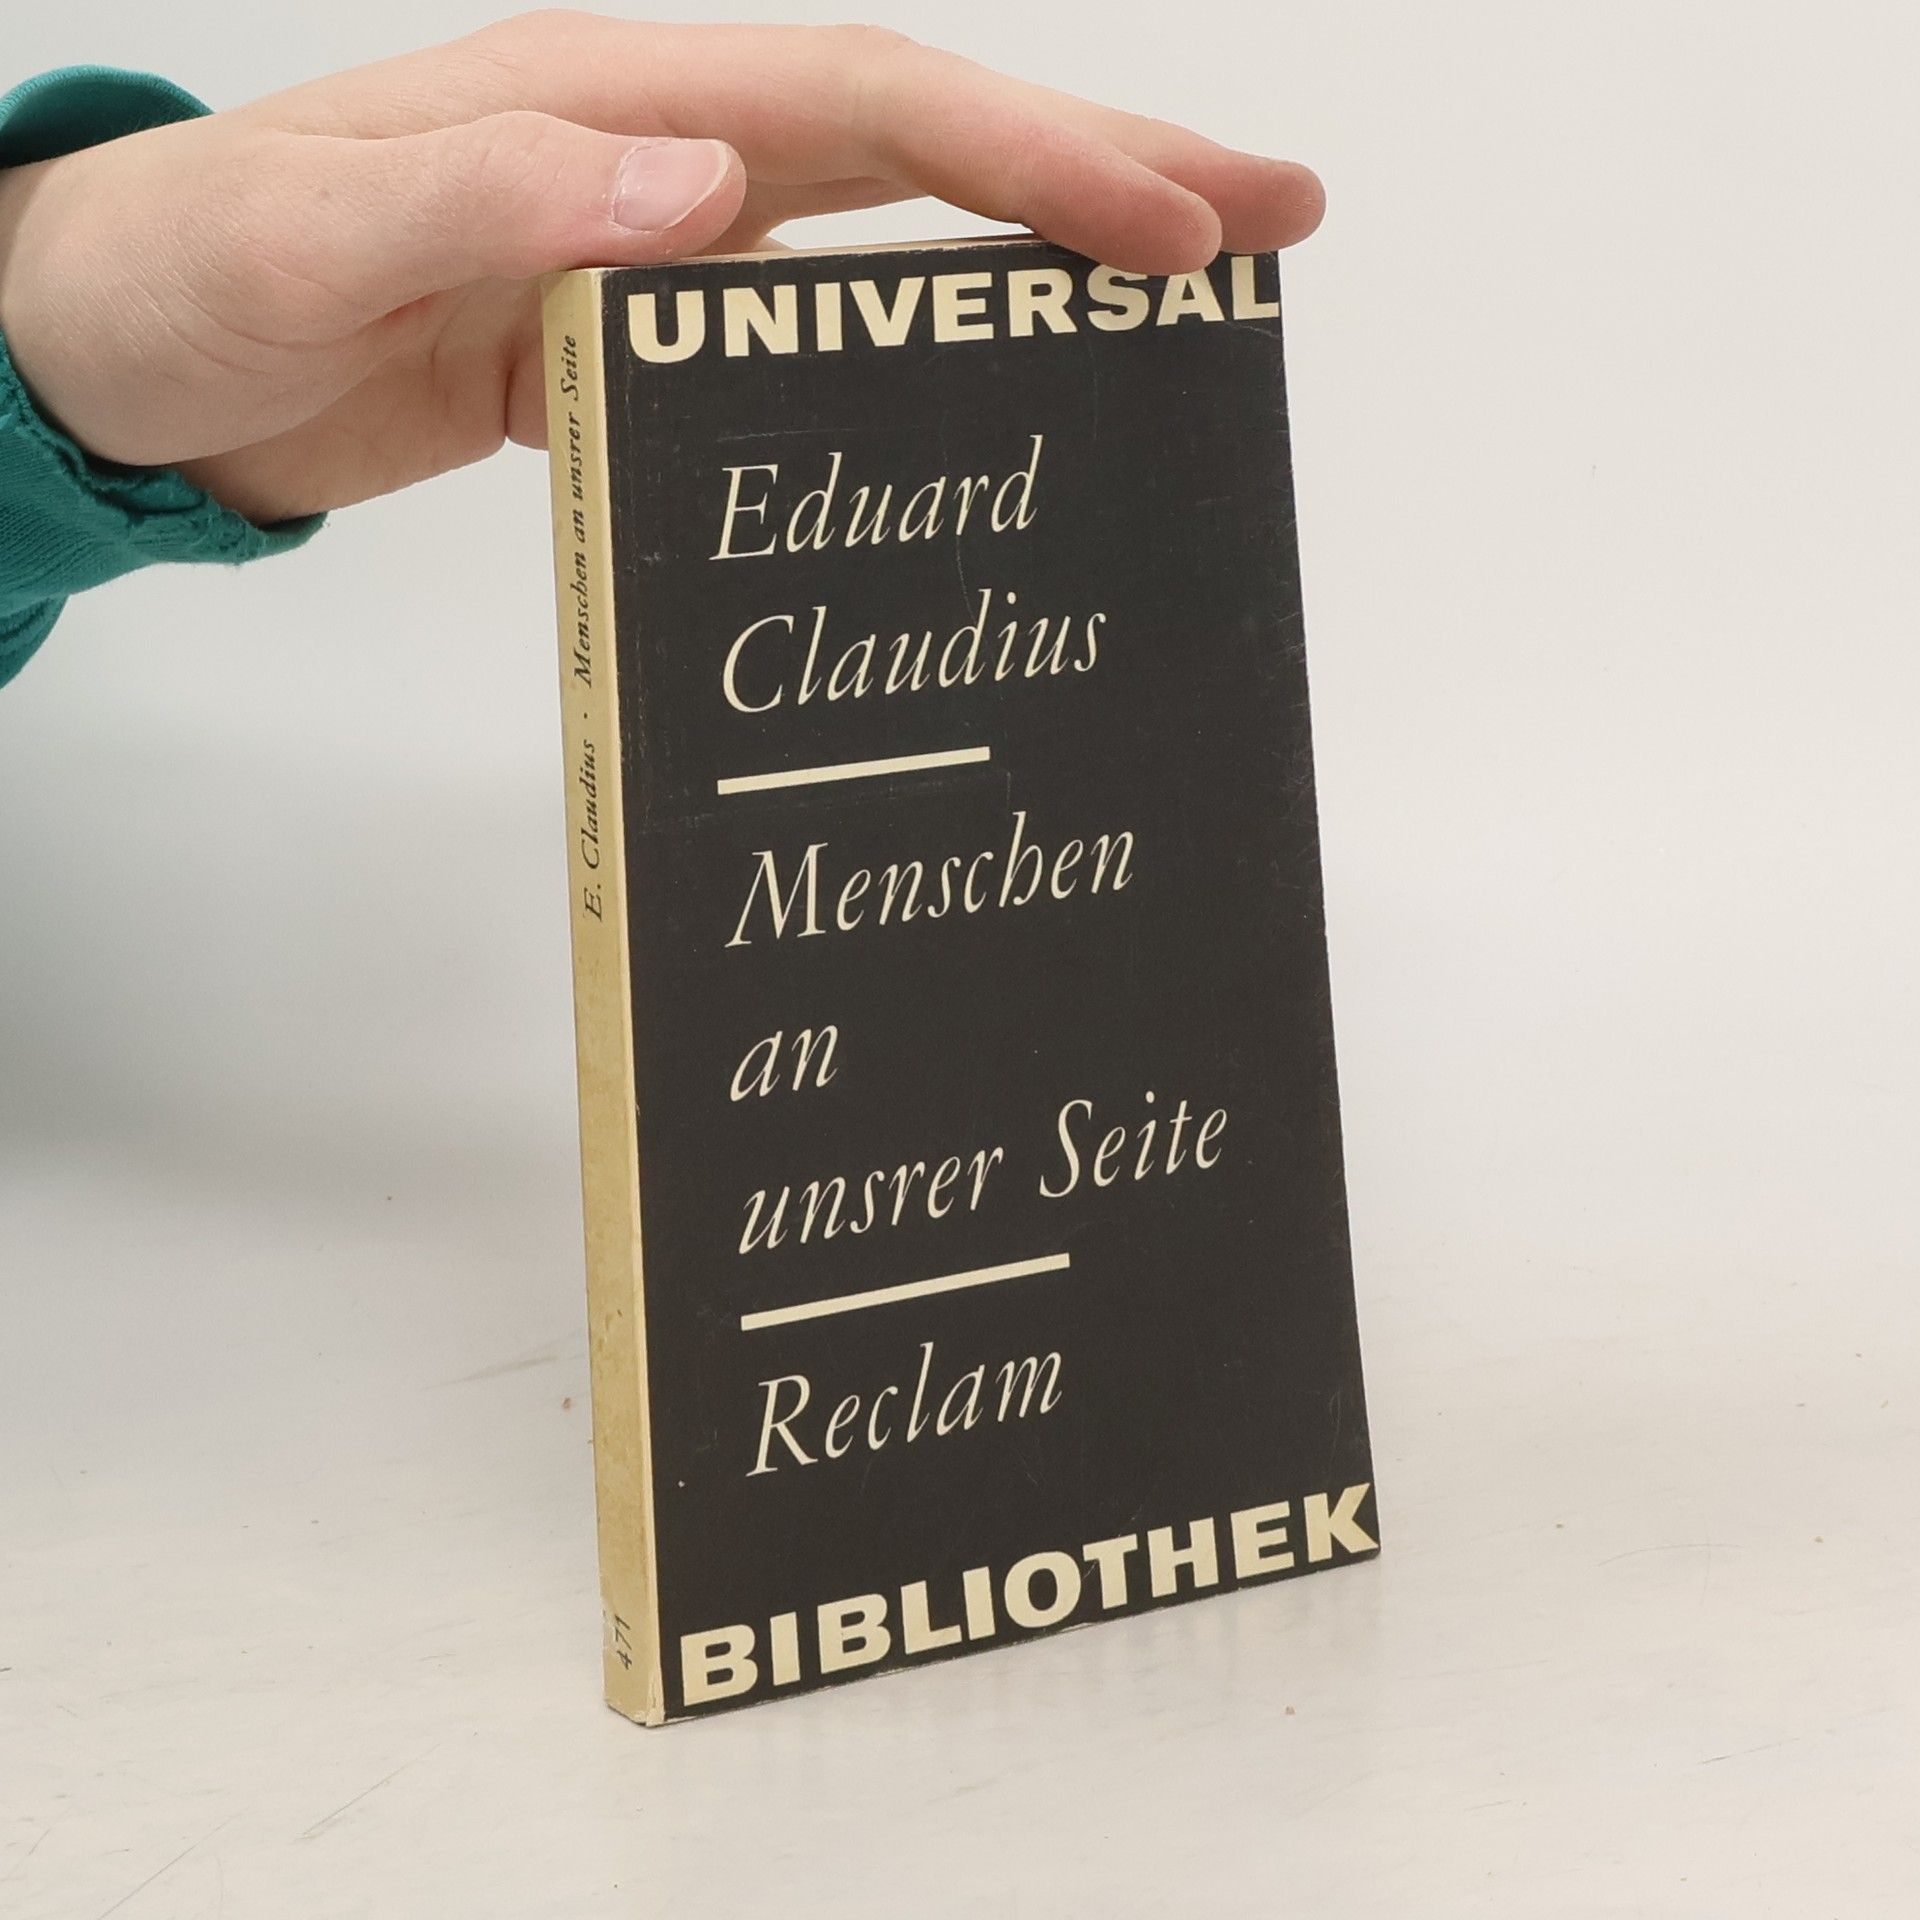 UNIVERSAL
Eduard
Claudius
Menschen
an
unsrer Seite
Reclam
BIBLIOTHEK
E. Claudius · Menschen an unsrer Seite
471